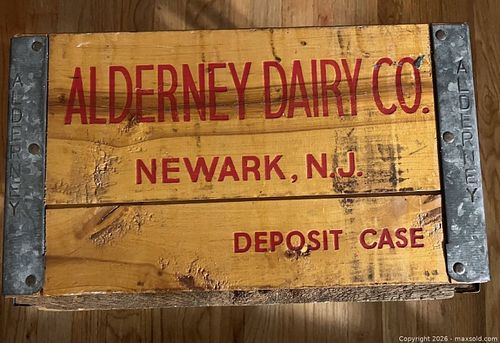 ALDERNEY DAIRY CO.
NEWARK, N.J.
DEPOSIT CASE
ALDERNEY
ALDERNEY
Copyright 2026 - maxsold.com